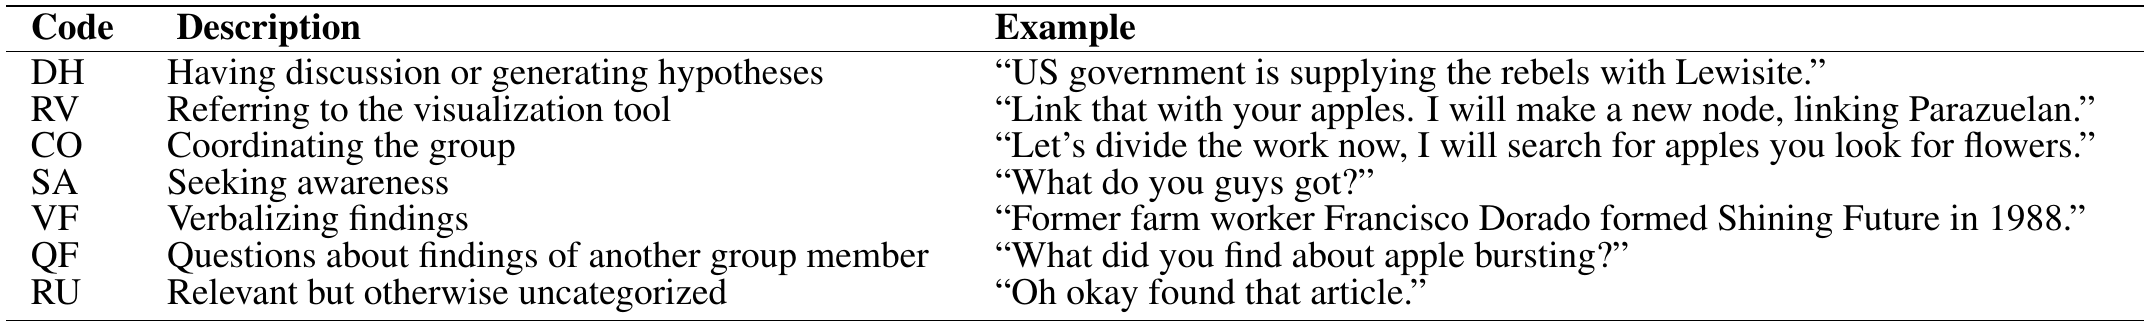 Code Description Example
DH Having discussion or generating hypotheses “US government is supplying the rebels with Lewisite.”
RV Referring to the visualization tool “Link that with your apples. I will make a new node, linking Parazuelan.”
CO Coordinating the group “Let’s divide the work now, I will search for apples you look for flowers.”
SA Seeking awareness “What do you guys got?”
VF Verbalizing findings “Former farm worker Francisco Dorado formed Shining Future in 1988.”
QF Questions about findings of another group member “What did you find about apple bursting?”
RU Relevant but otherwise uncategorized “Oh okay found that article.”